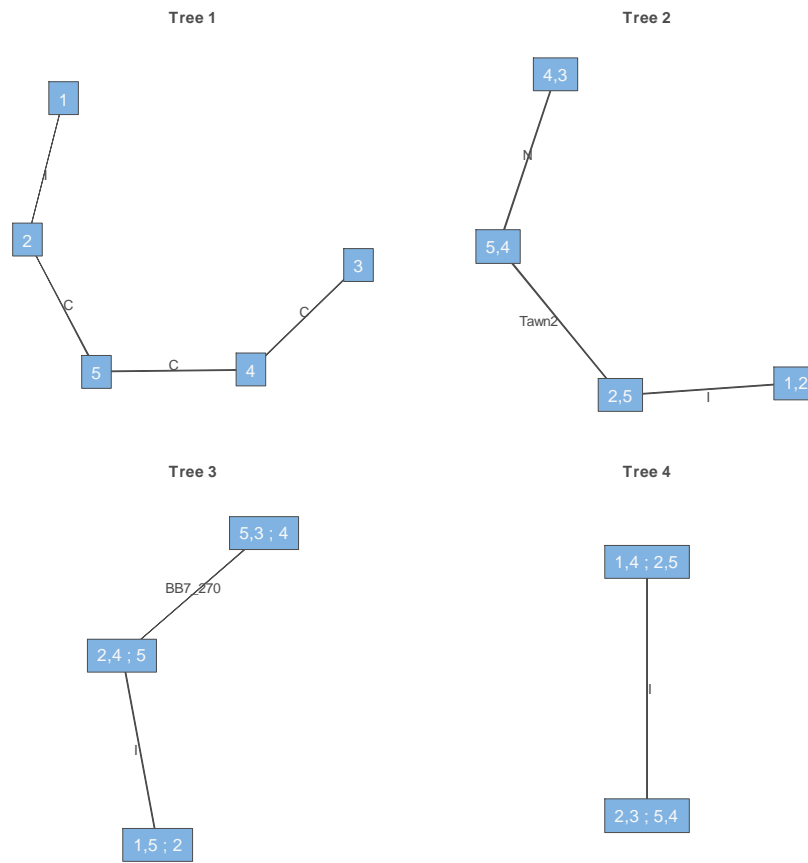 Tree 1
1
I
2
3
C
C
5
C
4
Tree 2
4,3
N
5,4
Tawn2
2,5
I
1,2
Tree 3
5,3 ; 4
BB7_270
2,4 ; 5
I
1,5 ; 2
Tree 4
1,4 ; 2,5
I
2,3 ; 5,4